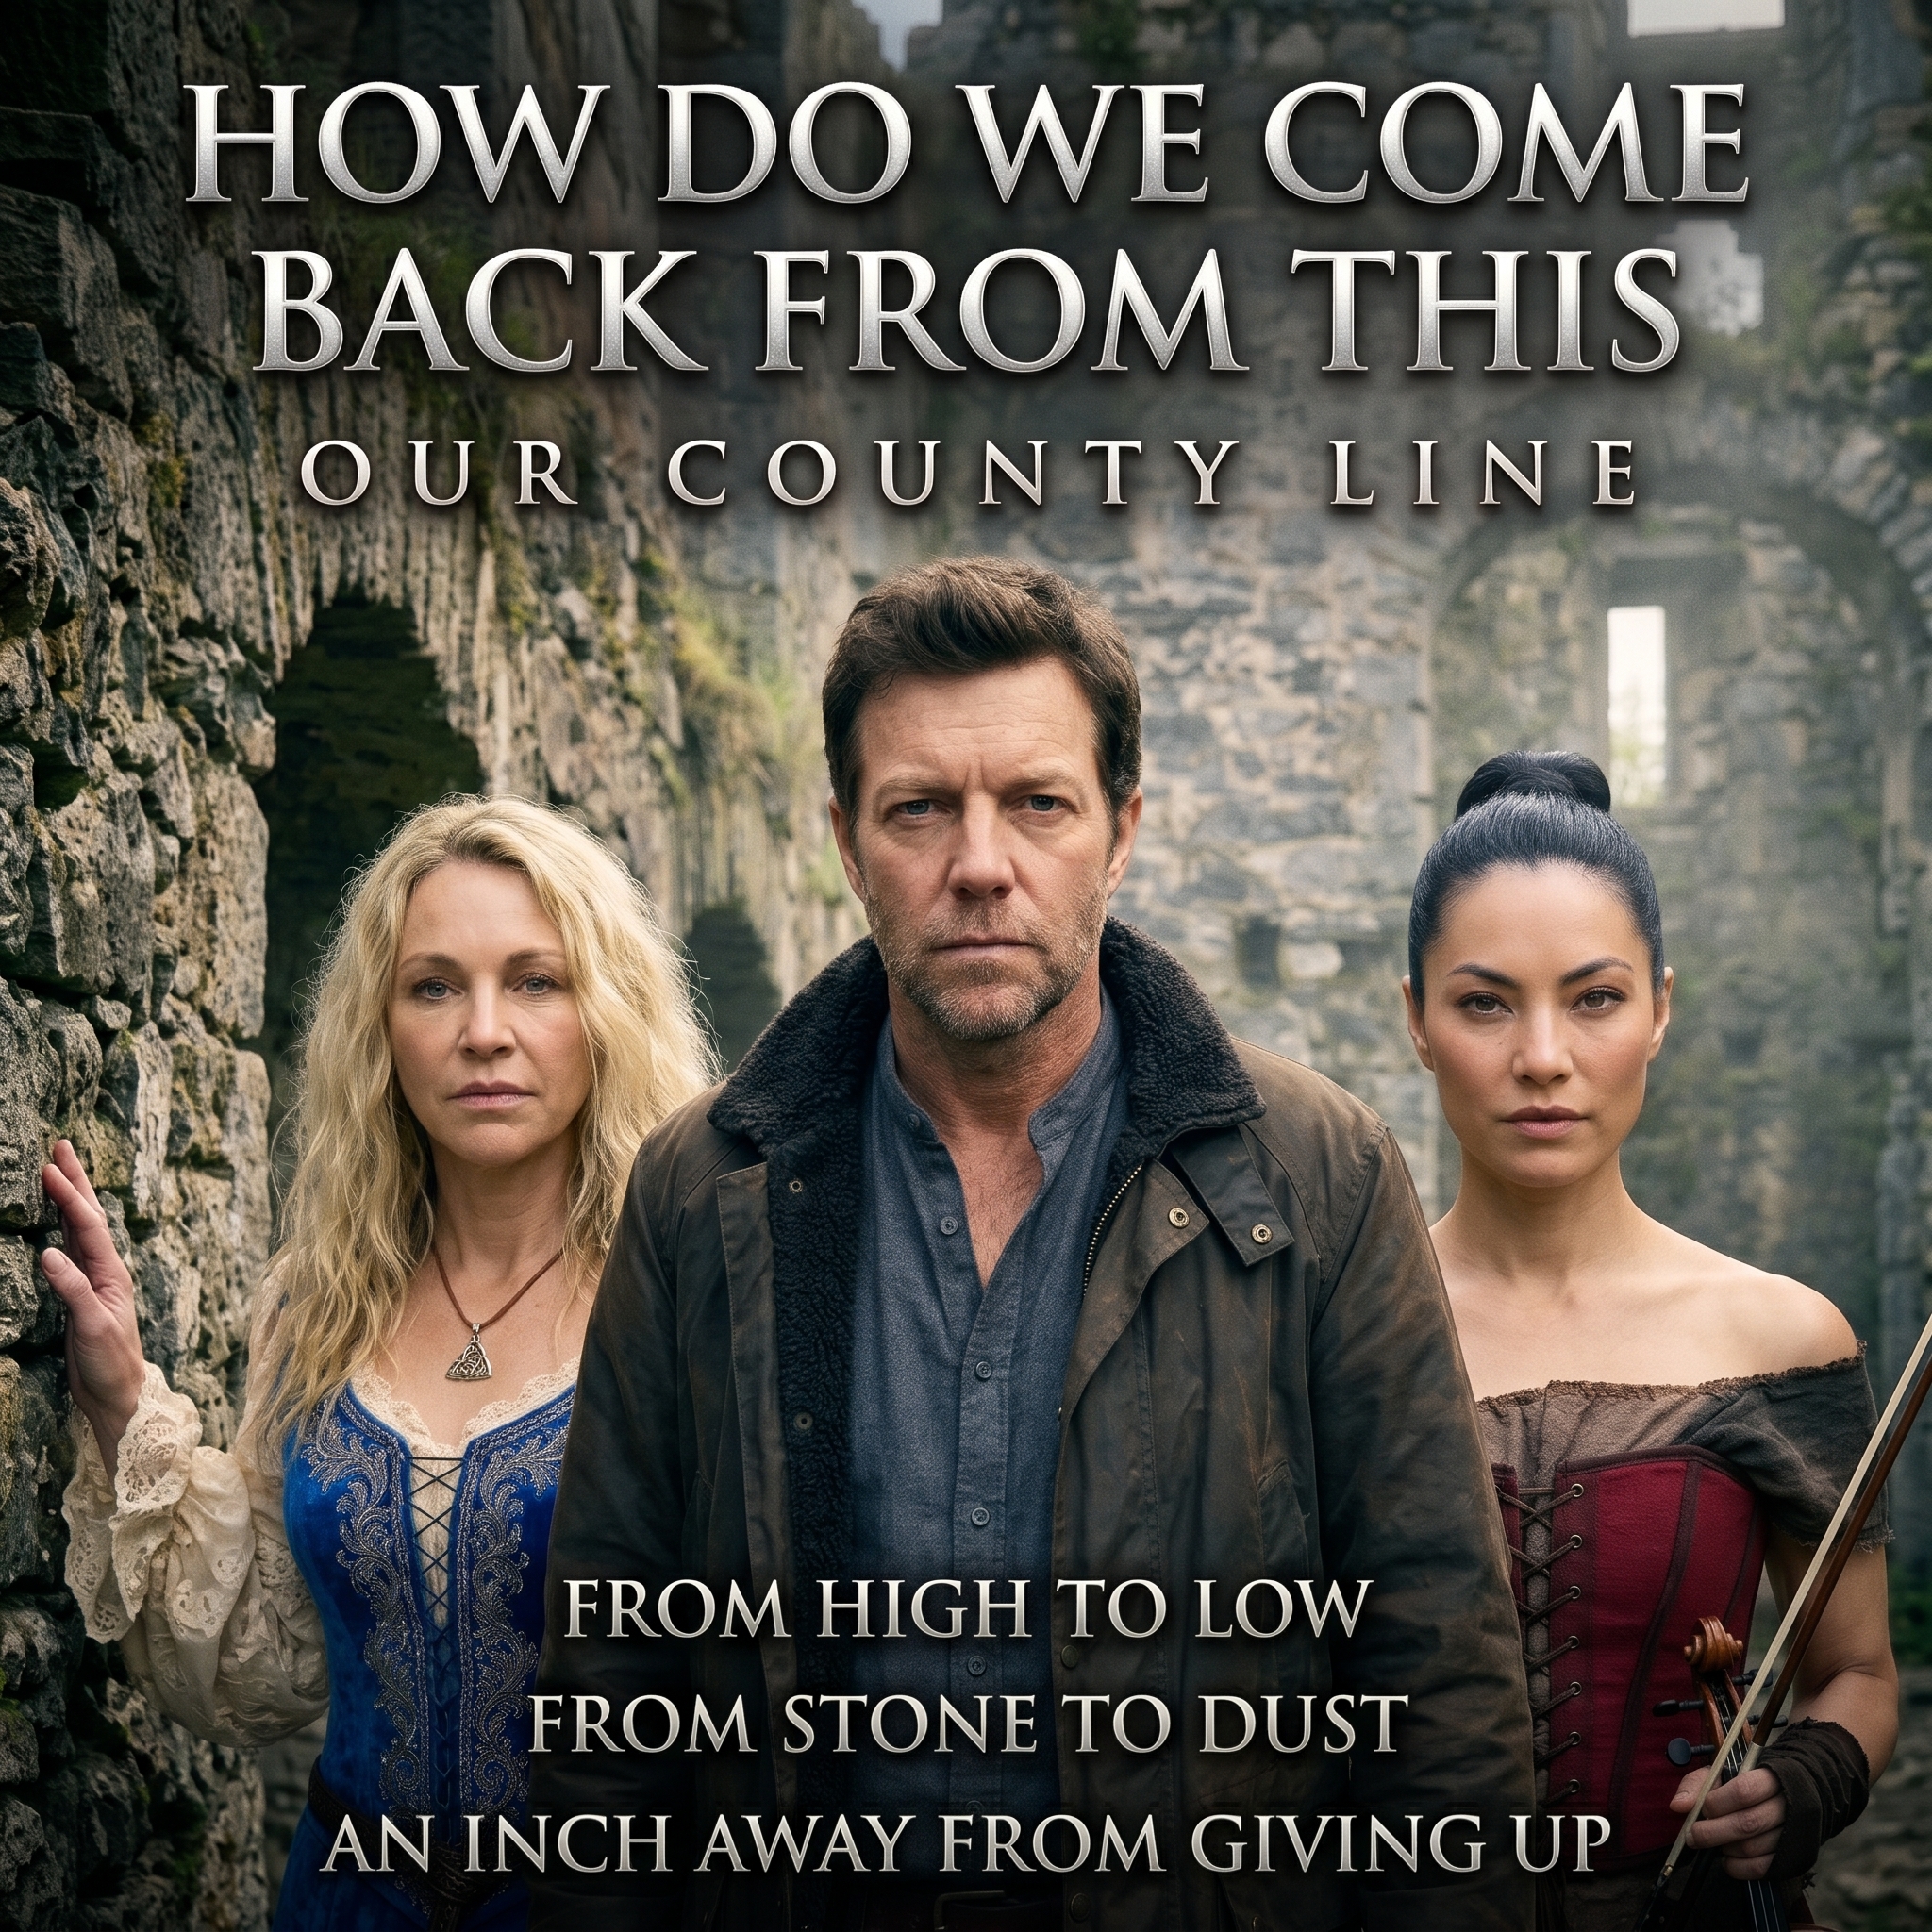 HOW DO WE COME
BACK FROM THIS
OUR COUNTY LINE
FROM HIGH TO LOW
FROM STONE TO DUST
AN INCH AWAY FROM GIVING UP